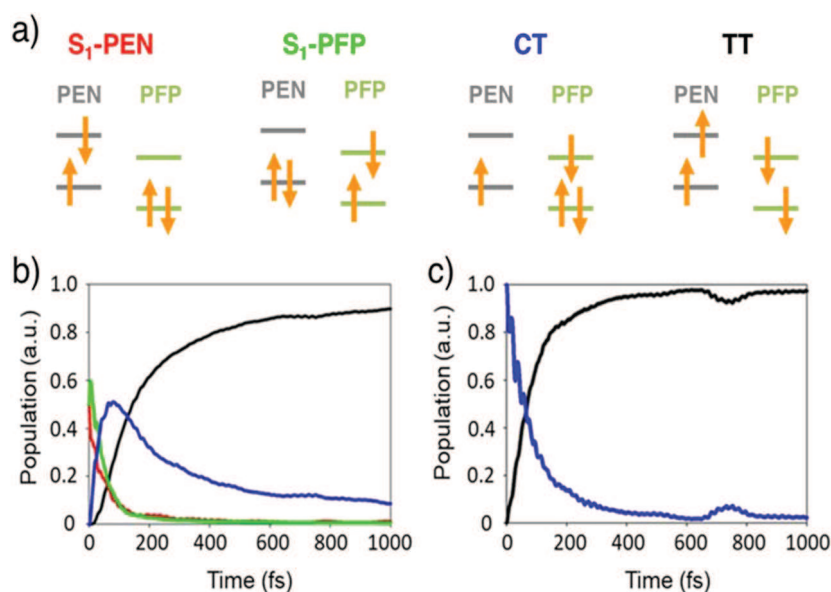 a)
S1-PEN S1-PFP CT TT
PEN PFP PEN PFP PEN PFP PEN PFP
b)
1.0
0.8
0.6
0.4
0.2
0
Population (a.u.)
0 200 400 600 800 1000
Time (fs)
c)
1.0
0.8
0.6
0.4
0.2
0
Population (a.u.)
0 200 400 600 800 1000
Time (fs)